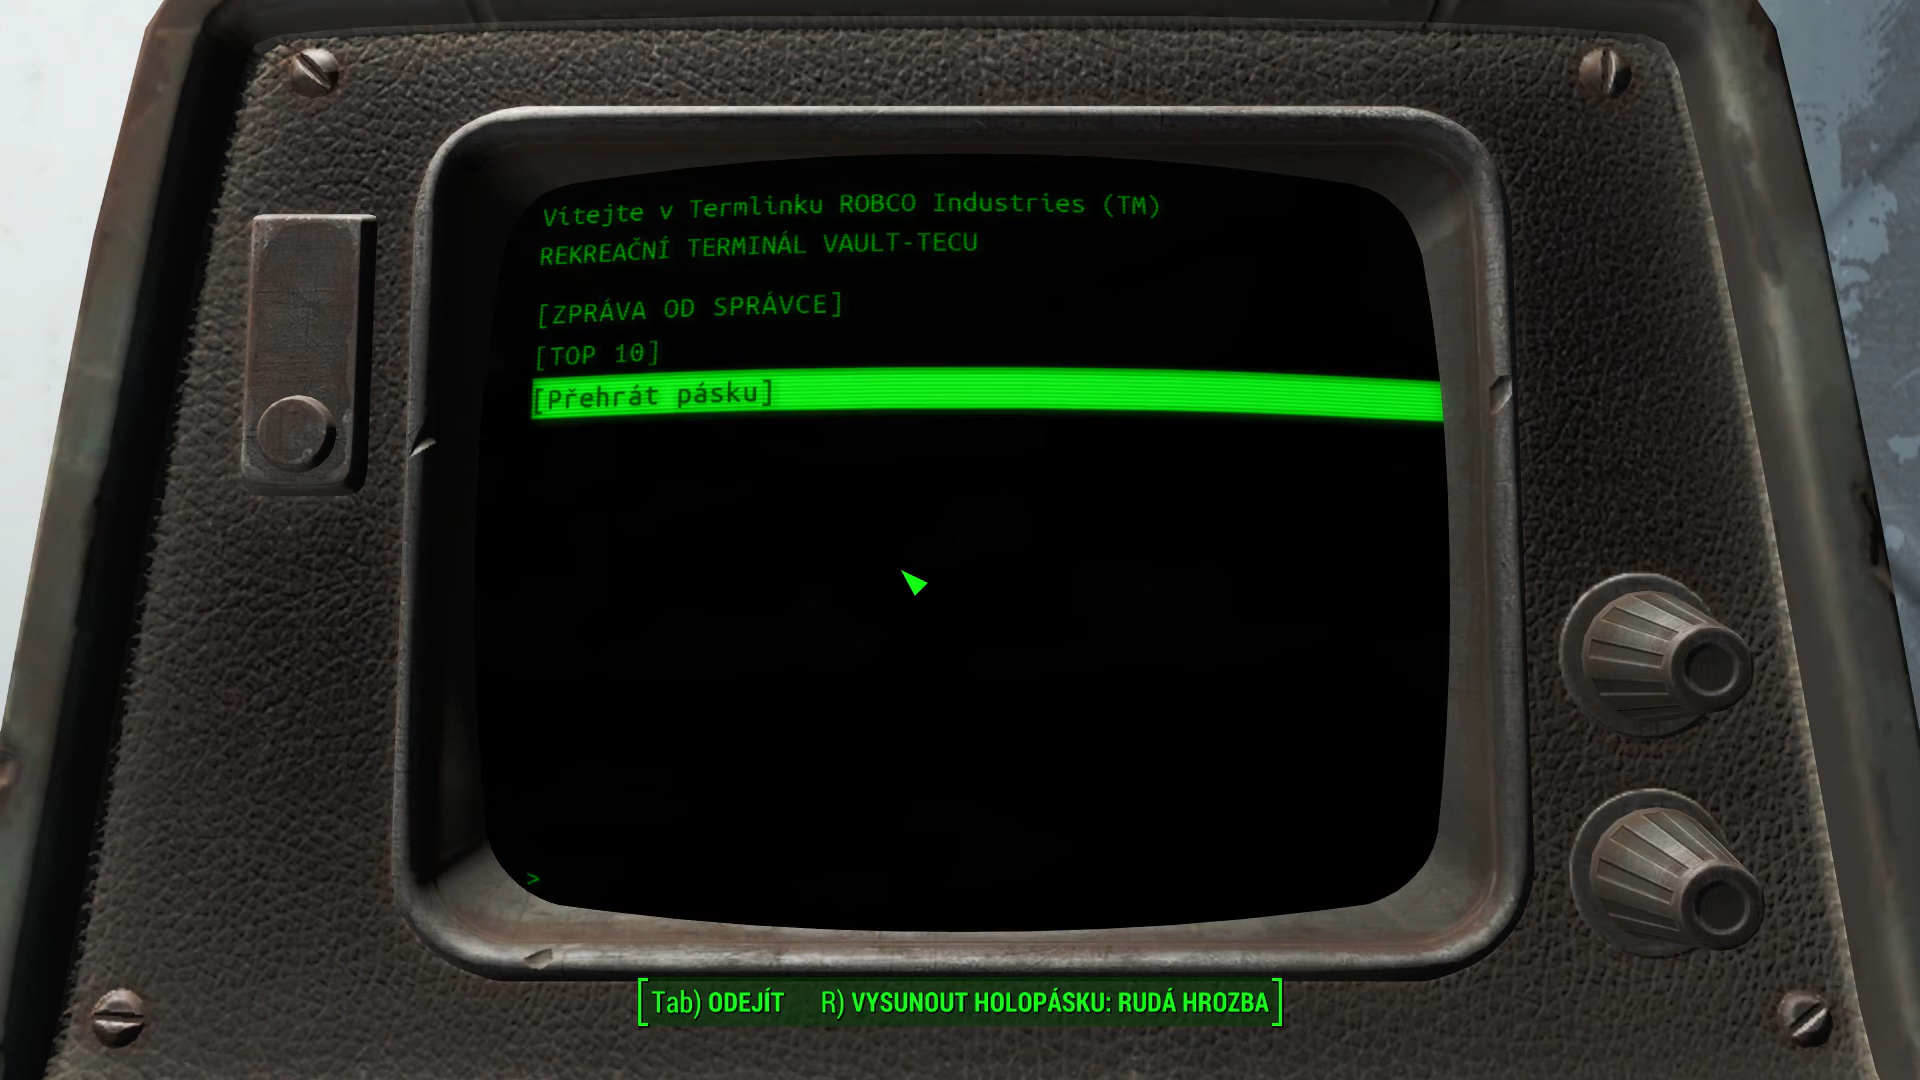 Vítejte v Termlinku ROBCO Industries (TM)
REKREAČNÍ TERMINÁL VAULT-TECU
[ZPRÁVA OD SPRÁVCE]
[TOP 10]
[Přehrát pásku]
>
[Tab) ODEJÍT R) VYSUNOUT HOLOPÁSKU: RUDÁ HROZBA]